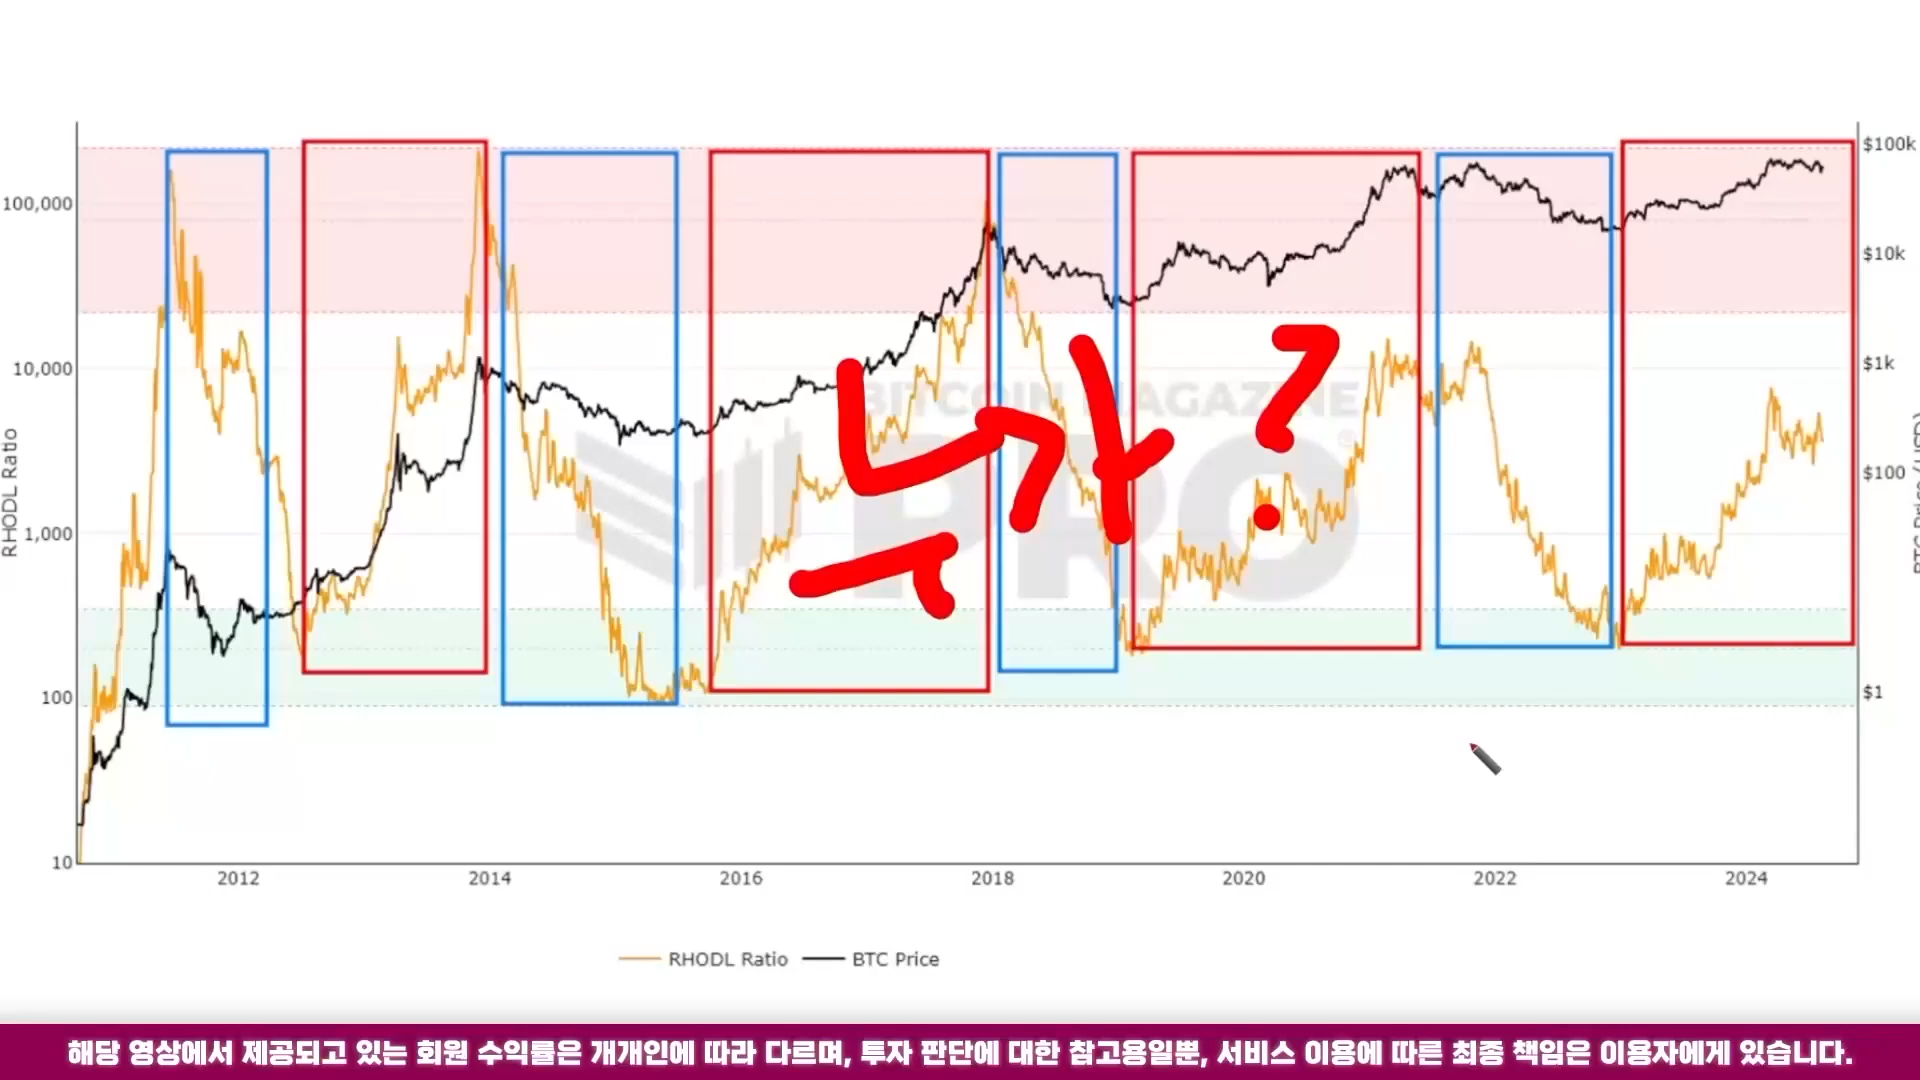 $100k
100,000
$10k
10,000
$1k
$100
1,000
100
$1
10
RHODL Ratio
BITCOIN MAGAZINE
PRO
®
누가?
2012 2014 2016 2018 2020 2022 2024
RHODL Ratio BTC Price
해당 영상에서 제공되고 있는 회원 수익률은 개개인에 따라 다르며, 투자 판단에 대한 참고용일뿐, 서비스 이용에 따른 최종 책임은 이용자에게 있습니다.